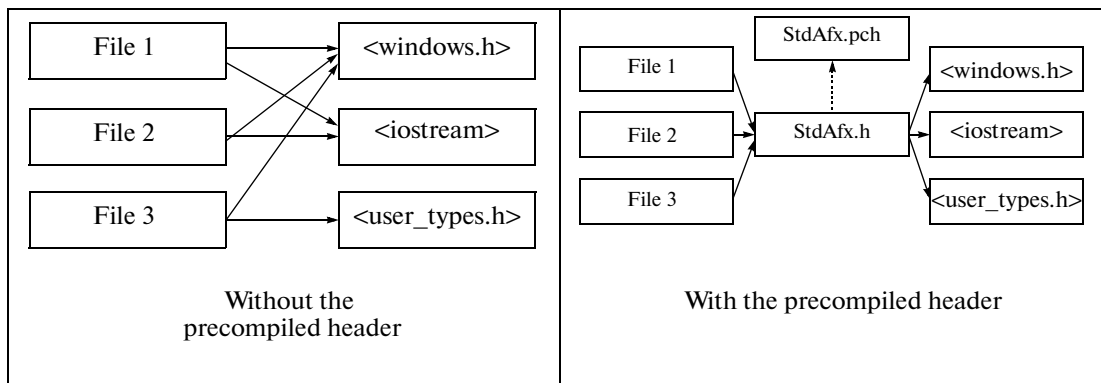 File 1
<windows.h>
File 2
<iostream>
File 3
<user_types.h>
Without the
precompiled header
StdAfx.pch
File 1
<windows.h>
File 2
StdAfx.h
<iostream>
File 3
<user_types.h>
With the precompiled header